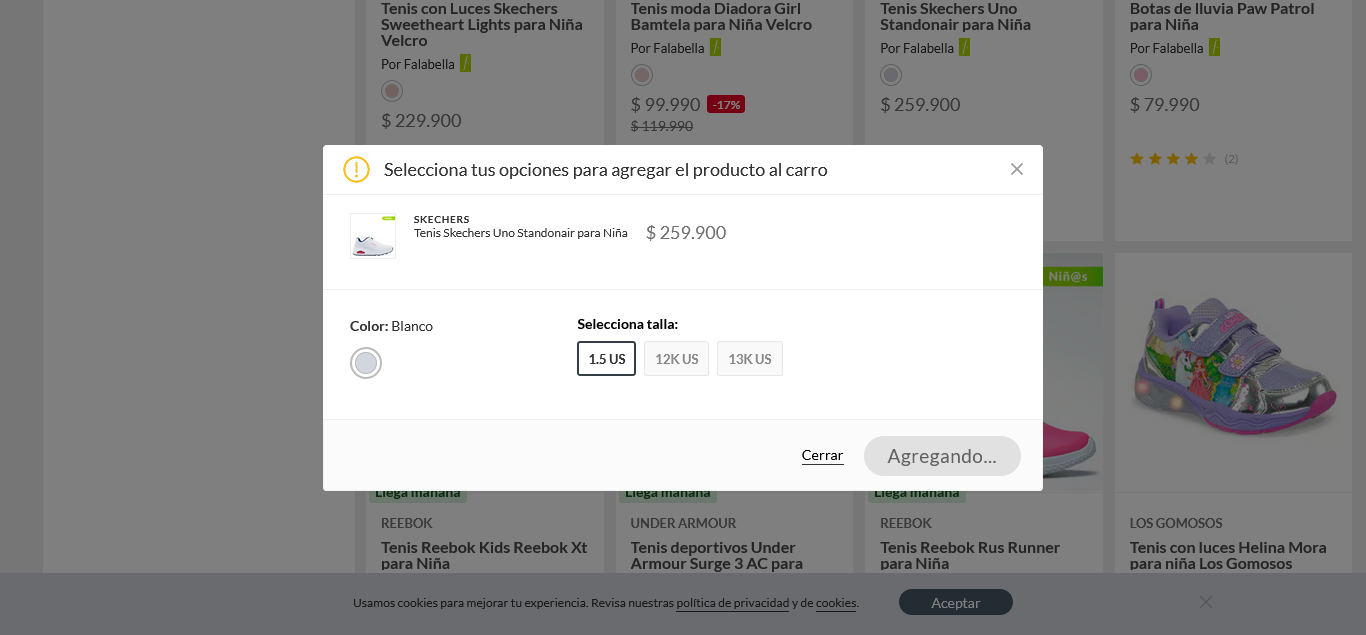 Tenis con Luces Skechers
Sweetheart Lights para Niña
Velcro
Por Falabella
$ 229.900
Tenis moda Diadora Girl
Bamtela para Niña Velcro
Por Falabella
$ 99.990 -17%
$ 119.990
Tenis Skechers Uno
Standonair para Niña
Por Falabella
$ 259.900
Botas de lluvia Paw Patrol
para Niña
Por Falabella
$ 79.990
(2)
Selecciona tus opciones para agregar el producto al carro
SKECHERS
Tenis Skechers Uno Standonair para Niña
$ 259.900
Color: Blanco
Selecciona talla:
1.5 US 12K US 13K US
Cerrar
Agregando...
Niñ@s
Llega mañana
Llega mañana
Llega mañana
REEBOK
Tenis Reebok Kids Reebok Xt
para Niña
UNDER ARMOUR
Tenis deportivos Under
Armour Surge 3 AC para
REEBOK
Tenis Reebok Rus Runner
para Niña
LOS GOMOSOS
Tenis con luces Helina Mora
para niña Los Gomosos
Usamos cookies para mejorar tu experiencia. Revisa nuestras política de privacidad y de cookies.
Aceptar